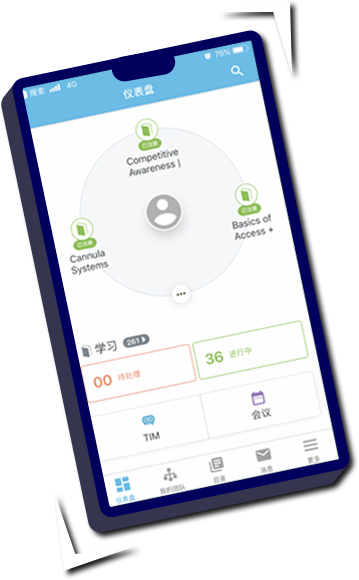 搜索 4G 75%
仪表盘
已注册
Competitive
Awareness |
已注册
Basics of
Access +
已注册
Cannula
Systems
学习 261
00 待处理
36 进行中
TIM
会议
仪表盘
我的团队
目录
消息
更多